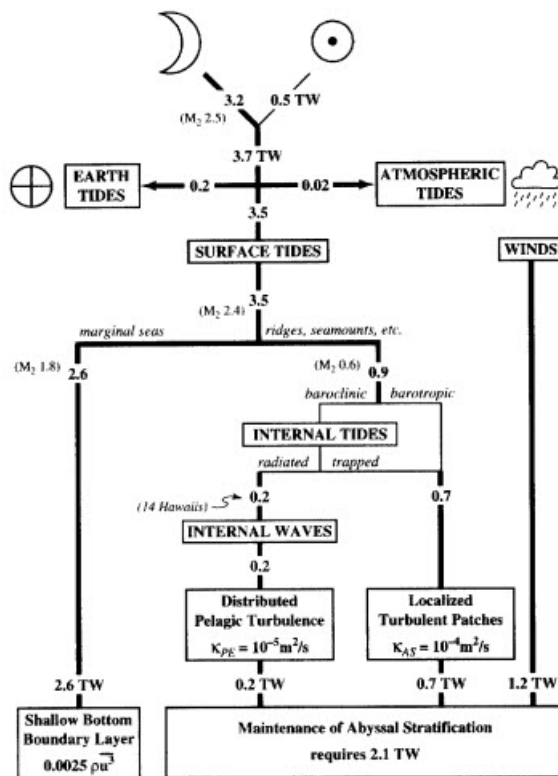 3.2
0.5 TW
(M₂ 2.5)
3.7 TW
EARTH
TIDES
0.2
0.02
ATMOSPHERIC
TIDES
3.5
SURFACE TIDES
WINDS
3.5
(M₂ 2.4)
marginal seas
ridges, seamounts, etc.
(M₂ 1.8)
2.6
(M₂ 0.6)
0.9
baroclinic
barotropic
INTERNAL TIDES
radiated
trapped
(14 Hawaiis)
0.2
0.7
INTERNAL WAVES
0.2
Distributed
Pelagic Turbulence
κPE = 10⁻⁵m²/s
Localized
Turbulent Patches
κAS = 10⁻⁴m²/s
2.6 TW
0.2 TW
0.7 TW
1.2 TW
Shallow Bottom
Boundary Layer
0.0025 ρu³
Maintenance of Abyssal Stratification
requires 2.1 TW